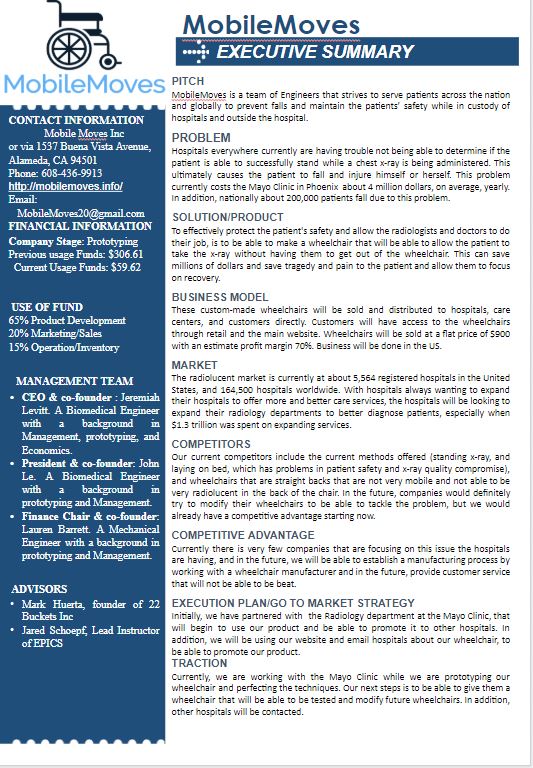 MobileMoves
EXECUTIVE SUMMARY
MobileMoves
CONTACT INFORMATION
Mobile Moves Inc
or via 1537 Buena Vista Avenue,
Alameda, CA 94501
Phone: 608-436-9913
http://mobilemoves.info/
Email:
MobileMoves20@gmail.com
FINANCIAL INFORMATION
Company Stage: Prototyping
Previous usage Funds: $306.61
Current Usage Funds: $59.62
USE OF FUND
65% Product Development
20% Marketing/Sales
15% Operation/Inventory
MANAGEMENT TEAM
• CEO & co-founder : Jeremiah
Levitt. A Biomedical Engineer
with a background in
Management, prototyping, and
Economics.
• President & co-founder: John
Le. A Biomedical Engineer
with a background in
prototyping and Management.
• Finance Chair & co-founder:
Lauren Barrett. A Mechanical
Engineer with a background in
prototyping and Management.
ADVISORS
• Mark Huerta, founder of 22
Buckets Inc
• Jared Schoepf, Lead Instructor
of EPICS
PITCH
MobileMoves is a team of Engineers that strives to serve patients across the nation
and globally to prevent falls and maintain the patients' safety while in custody of
hospitals and outside the hospital.
PROBLEM
Hospitals everywhere currently are having trouble not being able to determine if the
patient is able to successfully stand while a chest x-ray is being administered. This
ultimately causes the patient to fall and injure himself or herself. This problem
currently costs the Mayo Clinic in Phoenix about 4 million dollars, on average, yearly.
In addition, nationally about 200,000 patients fall due to this problem.
SOLUTION/PRODUCT
To effectively protect the patient's safety and allow the radiologists and doctors to do
their job, is to be able to make a wheelchair that will be able to allow the patient to
take the x-ray without having them to get out of the wheelchair. This can save
millions of dollars and save tragedy and pain to the patient and allow them to focus
on recovery.
BUSINESS MODEL
These custom-made wheelchairs will be sold and distributed to hospitals, care
centers, and customers directly. Customers will have access to the wheelchairs
through retail and the main website. Wheelchairs will be sold at a flat price of $900
with an estimate profit margin 70%. Business will be done in the US.
MARKET
The radiolucent market is currently at about 5,564 registered hospitals in the United
States, and 164,500 hospitals worldwide. With hospitals always wanting to expand
their hospitals to offer more and better care services, the hospitals will be looking to
expand their radiology departments to better diagnose patients, especially when
$1.3 trillion was spent on expanding services.
COMPETITORS
Our current competitors include the current methods offered (standing x-ray, and
laying on bed, which has problems in patient safety and x-ray quality compromise),
and wheelchairs that are straight backs that are not very mobile and not able to be
very radiolucent in the back of the chair. In the future, companies would definitely
try to modify their wheelchairs to be able to tackle the problem, but we would
already have a competitive advantage starting now.
COMPETITIVE ADVANTAGE
Currently there is very few companies that are focusing on this issue the hospitals
are having, and in the future, we will be able to establish a manufacturing process by
working with a wheelchair manufacturer and in the future, provide customer service
that will not be able to be beat.
EXECUTION PLAN/GO TO MARKET STRATEGY
Initially, we have partnered with the Radiology department at the Mayo Clinic, that
will begin to use our product and be able to promote it to other hospitals. In
addition, we will be using our website and email hospitals about our wheelchair, to
be able to promote our product.
TRACTION
Currently, we are working with the Mayo Clinic while we are prototyping our
wheelchair and perfecting the techniques. Our next steps is to be able to give them a
wheelchair that will be able to be tested and modify future wheelchairs. In addition,
other hospitals will be contacted.